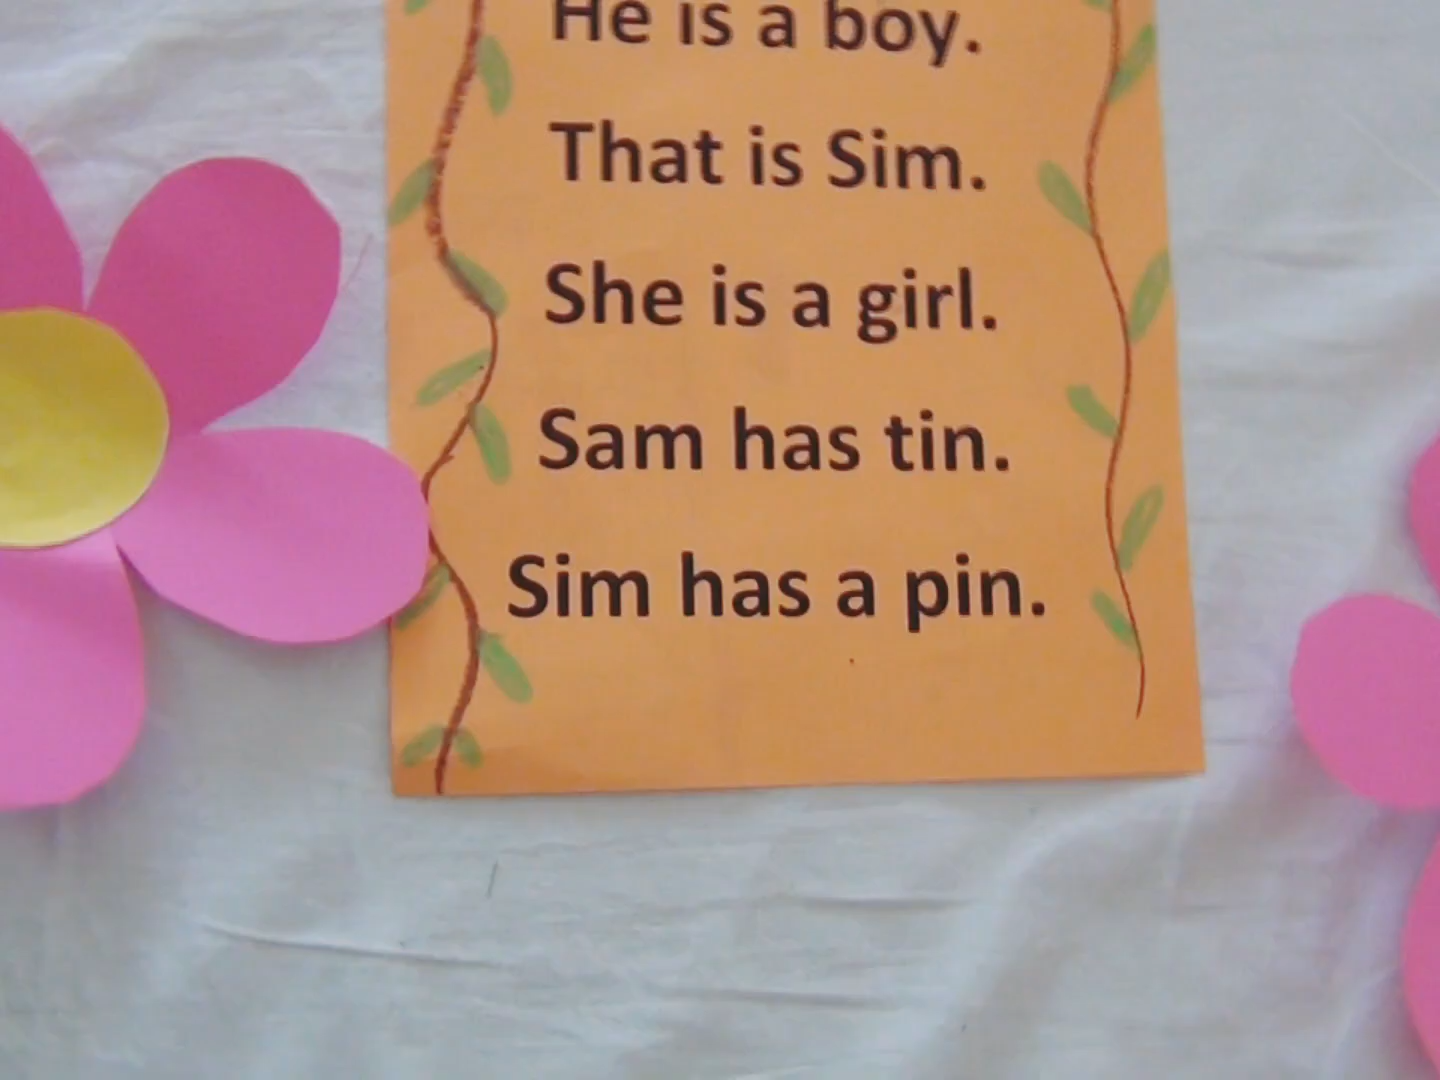 He is a boy.
That is Sim.
She is a girl.
Sam has tin.
Sim has a pin.